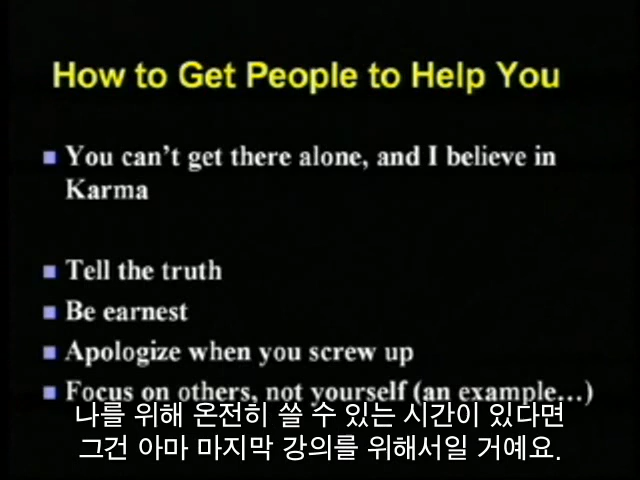 How to Get People to Help You
You can't get there alone, and I believe in
Karma
Tell the truth
Be earnest
Apologize when you screw up
Focus on others, not yourself (an example...)
나를 위해 온전히 쓸 수 있는 시간이 있다면
그건 아마 마지막 강의를 위해서일 거예요.